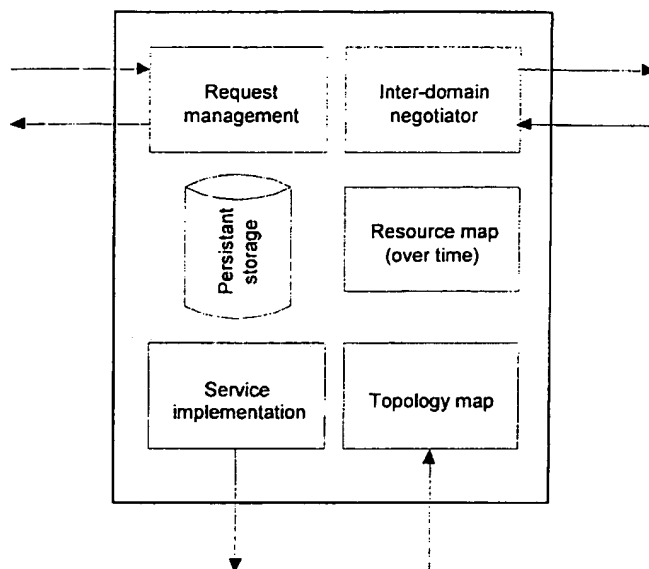 Request
management
Inter-domain
negotiator
Persistant
storage
Resource map
(over time)
Service
implementation
Topology map